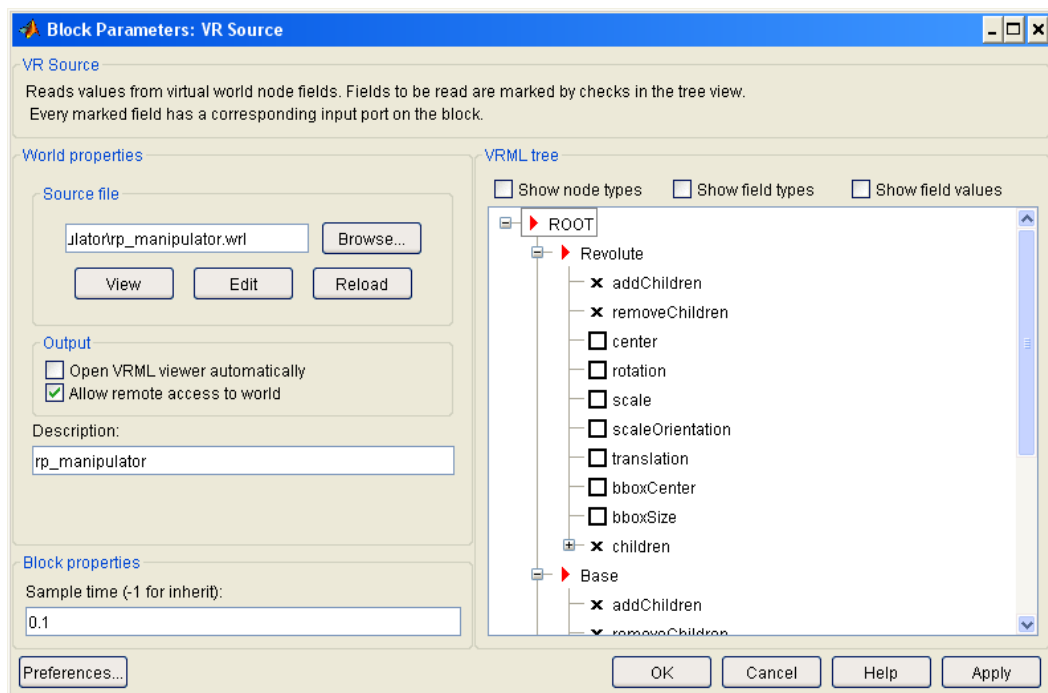 Block Parameters: VR Source
VR Source
Reads values from virtual world node fields. Fields to be read are marked by checks in the tree view.
Every marked field has a corresponding input port on the block.
World properties
Source file
ulator\rp_manipulator.wrl
Browse...
View
Edit
Reload
Output
Open VRML viewer automatically
Allow remote access to world
Description:
rp_manipulator
Block properties
Sample time (-1 for inherit):
0.1
VRML tree
Show node types
Show field types
Show field values
ROOT
Revolute
addChildren
removeChildren
center
rotation
scale
scaleOrientation
translation
bboxCenter
bboxSize
children
Base
addChildren
removeChildren
Preferences...
OK
Cancel
Help
Apply